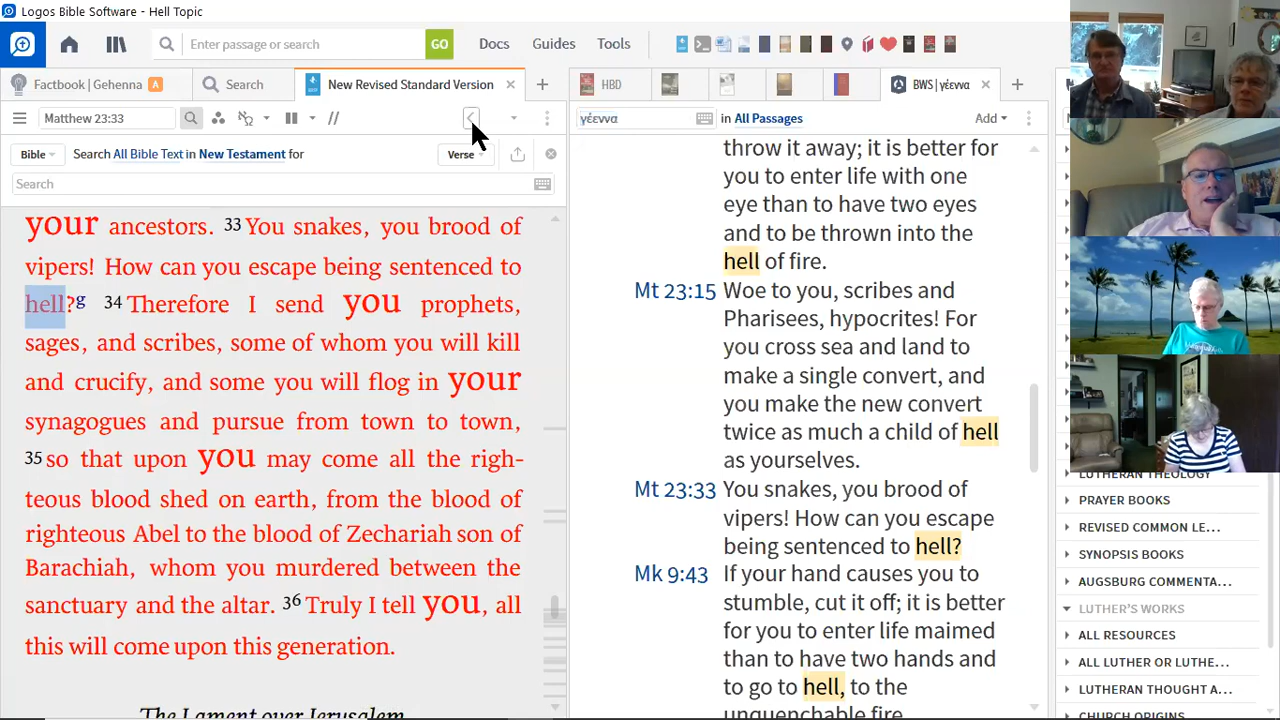 Logos Bible Software - Hell Topic
Enter passage or search
GO
Docs
Guides
Tools
Factbook | Gehenna
A
Search
New Revised Standard Version
Matthew 23:33
Bible
Search All Bible Text in New Testament for
Verse
Search
your ancestors. 33 You snakes, you brood of
vipers! How can you escape being sentenced to
hell?g 34 Therefore I send you prophets,
sages, and scribes, some of whom you will kill
and crucify, and some you will flog in your
synagogues and pursue from town to town,
35 so that upon you may come all the righ-
teous blood shed on earth, from the blood of
righteous Abel to the blood of Zechariah son of
Barachiah, whom you murdered between the
sanctuary and the altar. 36 Truly I tell you, all
this will come upon this generation.
The Lament over Jerusalem
HBD
BWS | γέεννα
γέεννα in All Passages
Add
throw it away; it is better for
you to enter life with one
eye than to have two eyes
and to be thrown into the
hell of fire.
Mt 23:15 Woe to you, scribes and
Pharisees, hypocrites! For
you cross sea and land to
make a single convert, and
you make the new convert
twice as much a child of hell
as yourselves.
Mt 23:33 You snakes, you brood of
vipers! How can you escape
being sentenced to hell?
Mk 9:43 If your hand causes you to
stumble, cut it off; it is better
for you to enter life maimed
than to have two hands and
to go to hell, to the
unquenchable fire.
LUTHERAN THEOLOGY
PRAYER BOOKS
REVISED COMMON LE...
SYNOPSIS BOOKS
AUGSBURG COMMENTA...
LUTHER'S WORKS
ALL RESOURCES
ALL LUTHER OR LUTHE...
LUTHERAN THOUGHT A...
CHURCH ORIGINS